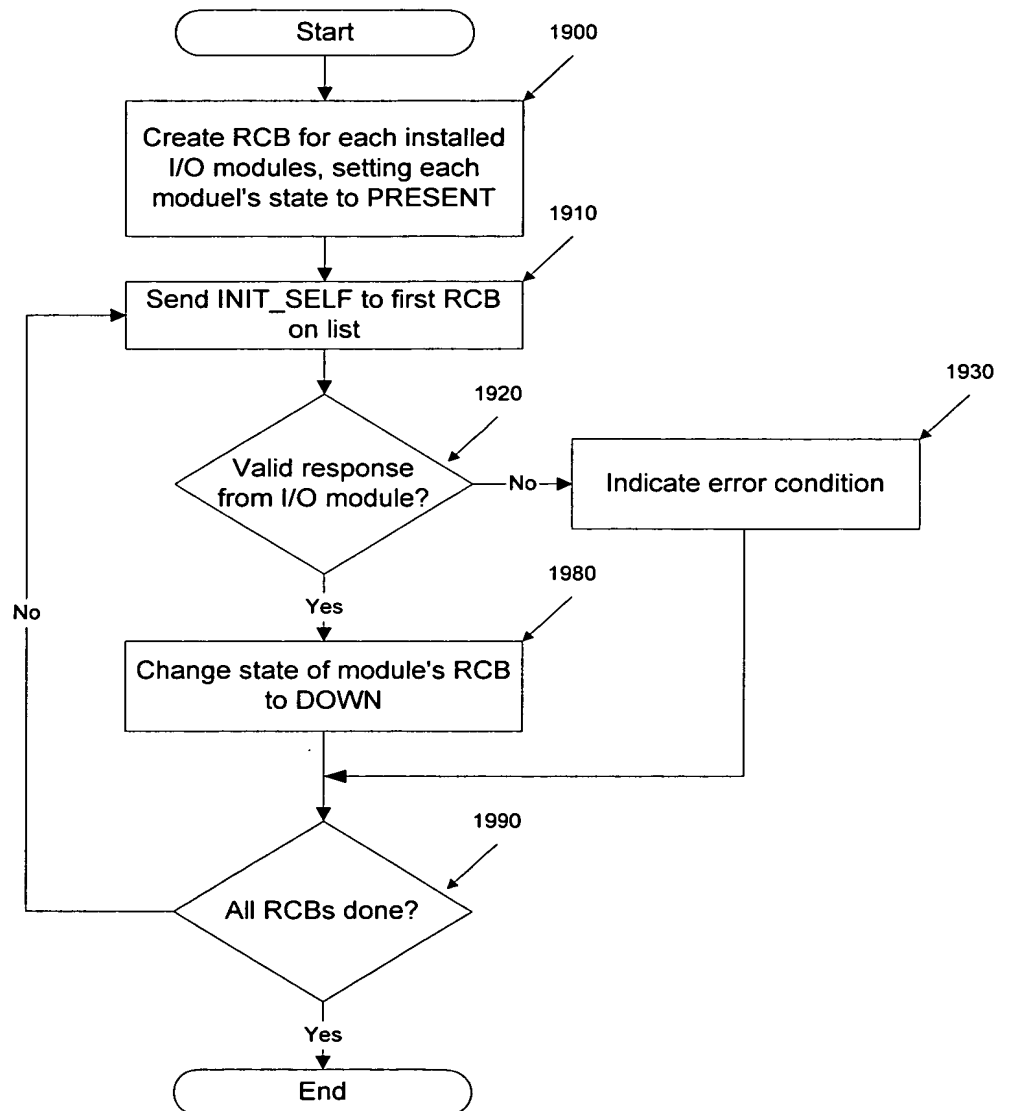 Start
1900
Create RCB for each installed
I/O modules, setting each
moduel's state to PRESENT
1910
Send INIT_SELF to first RCB
on list
1920
1930
Valid response
from I/O module?
No
Indicate error condition
1980
No
Yes
Change state of module's RCB
to DOWN
1990
All RCBs done?
Yes
End